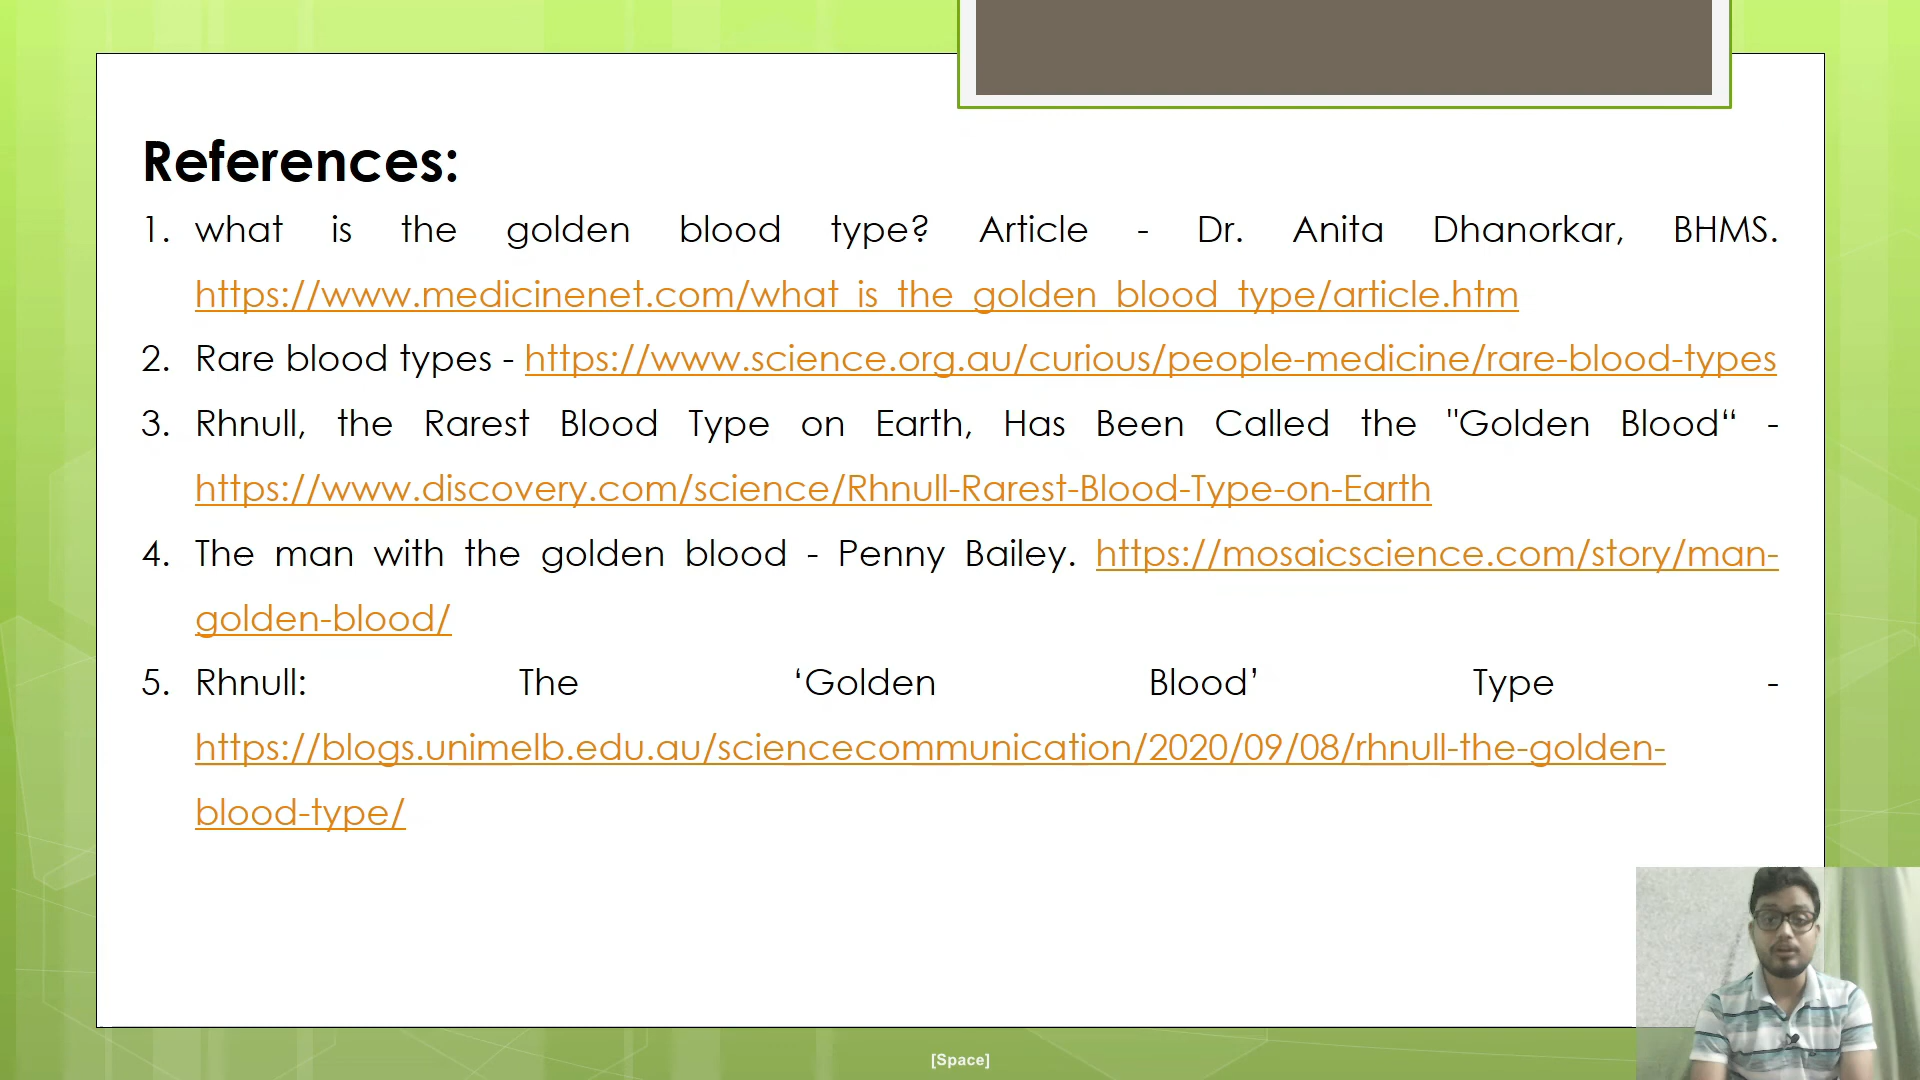 References:
1. what is the golden blood type? Article - Dr. Anita Dhanorkar, BHMS.
https://www.medicinenet.com/what_is_the_golden_blood_type/article.htm
2. Rare blood types - https://www.science.org.au/curious/people-medicine/rare-blood-types
3. Rhnull, the Rarest Blood Type on Earth, Has Been Called the "Golden Blood“ -
https://www.discovery.com/science/Rhnull-Rarest-Blood-Type-on-Earth
4. The man with the golden blood - Penny Bailey. https://mosaicscience.com/story/man-
golden-blood/
5. Rhnull: The ‘Golden Blood’ Type -
https://blogs.unimelb.edu.au/sciencecommunication/2020/09/08/rhnull-the-golden-
blood-type/
[Space]